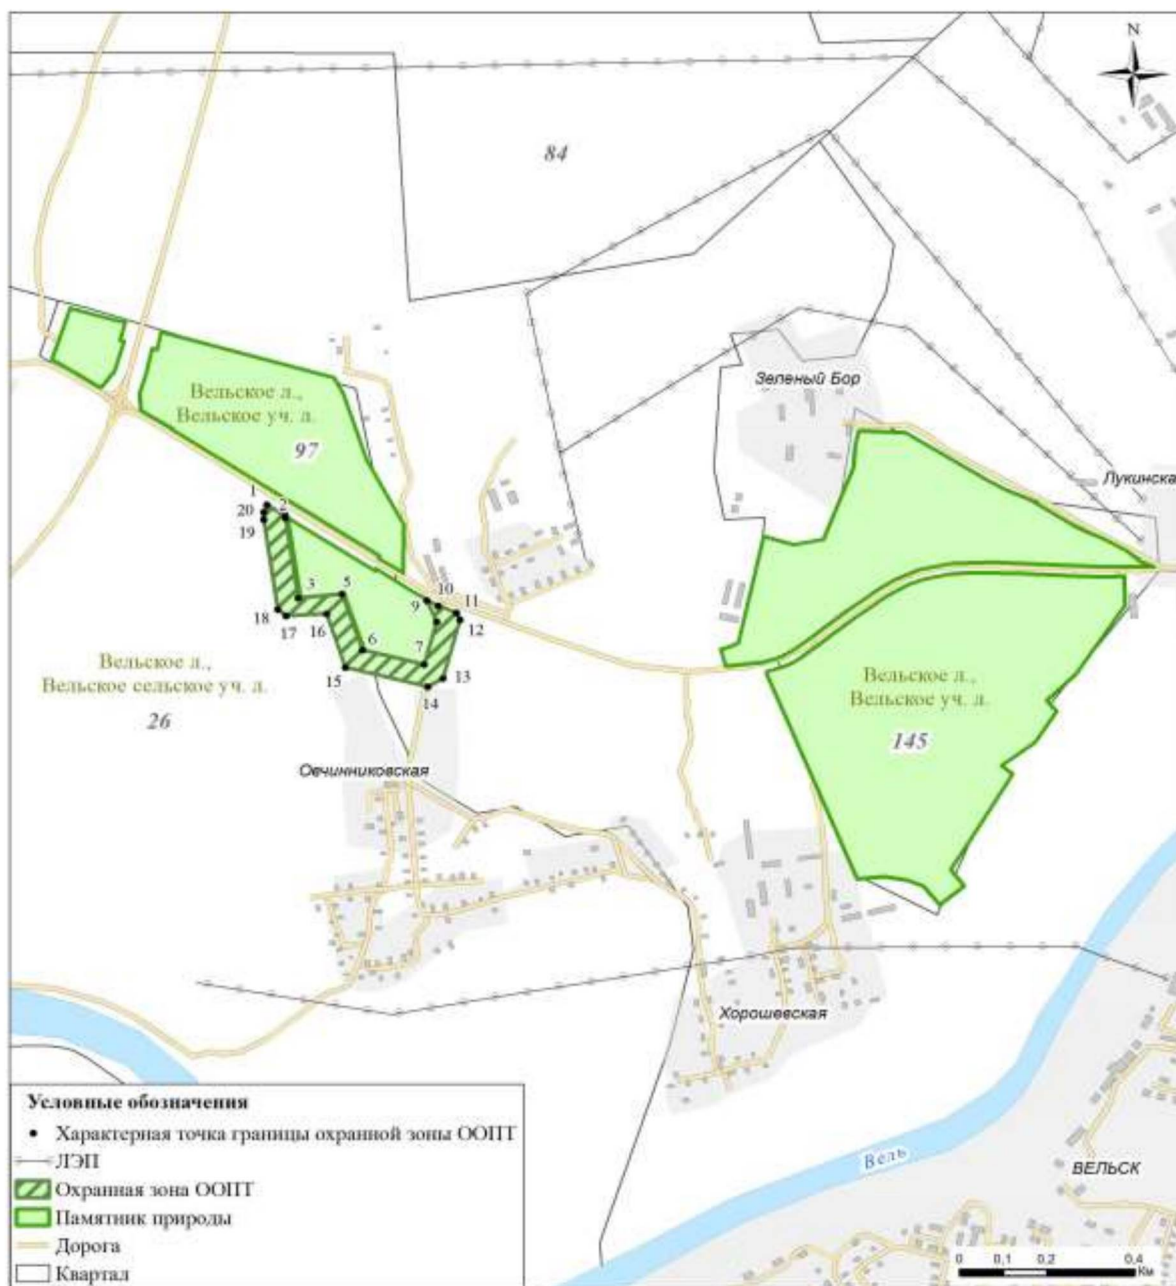 N
84
Зеленый Бор
Вельское л.,
Вельское уч. л.
97
Лукинска
1
2
20
19
3
5
9
10
11
12
18
17
16
6
7
15
13
14
Вельское л.,
Вельское сельское уч. л.
26
Вельское л.,
Вельское уч. л.
145
Овчинниковская
Хорошевская
Вель
ВЕЛЬСК
Условные обозначения
Характерная точка границы охранной зоны ООПТ
ЛЭП
Охранная зона ООПТ
Памятник природы
Дорога
Квартал
0 0,1 0,2 0,4
Км